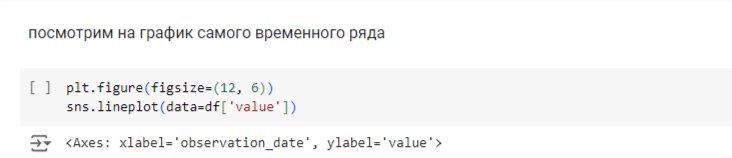 посмотрим на график самого временного ряда
[ ] plt.figure(figsize=(12, 6))
sns.lineplot(data=df['value'])
<Axes: xlabel='observation_date', ylabel='value'>